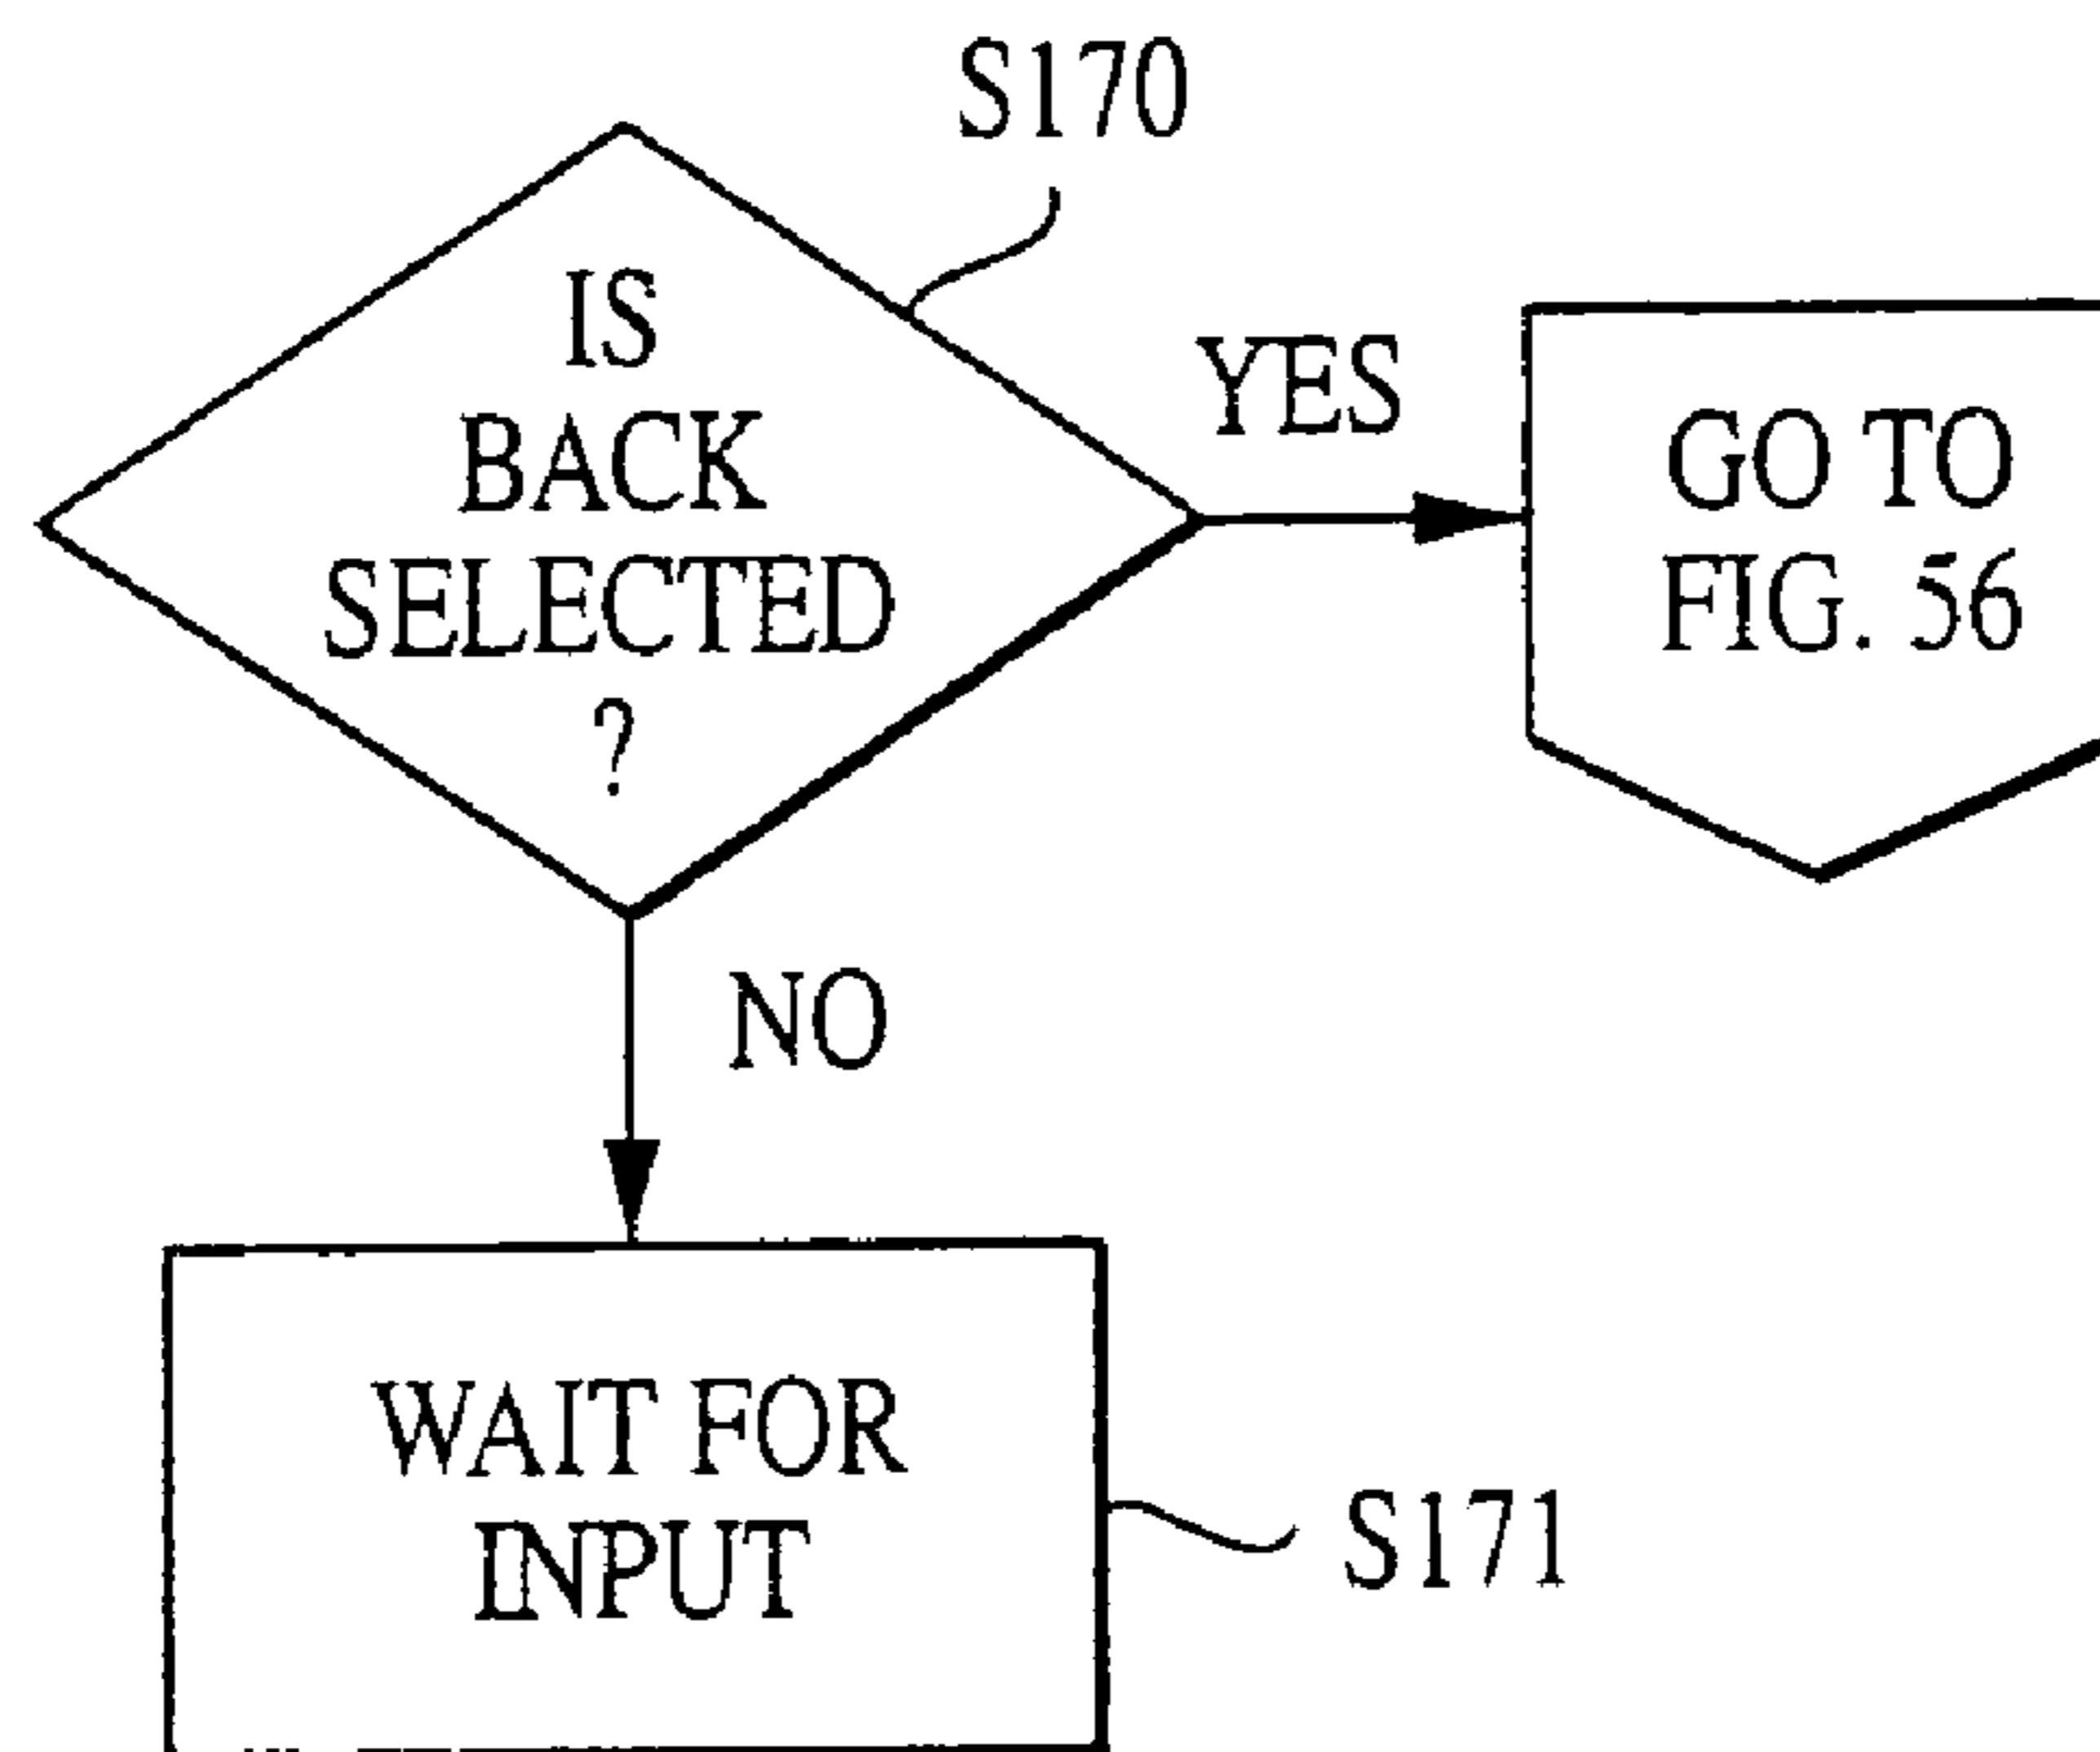 S170
IS
BACK
SELECTED
?
YES
GO TO
FIG. 56
NO
WAIT FOR
INPUT
S171